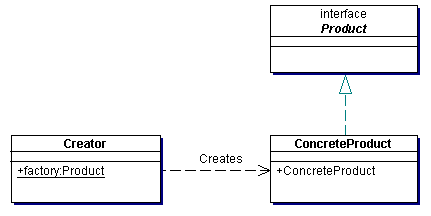 interface
Product
Creator
+factory:Product
Creates
ConcreteProduct
+ConcreteProduct